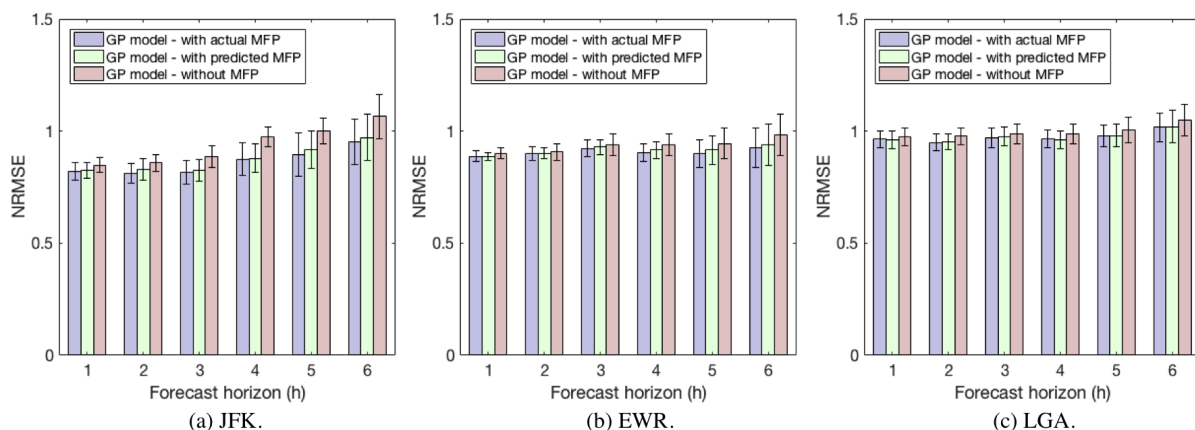 1.5
1
0.5
0
NRMSE
GP model - with actual MFP
GP model - with predicted MFP
GP model - without MFP
1 2 3 4 5 6
Forecast horizon (h)
(a) JFK.
1.5
1
0.5
0
NRMSE
GP model - with actual MFP
GP model - with predicted MFP
GP model - without MFP
1 2 3 4 5 6
Forecast horizon (h)
(b) EWR.
1.5
1
0.5
0
NRMSE
GP model - with actual MFP
GP model - with predicted MFP
GP model - without MFP
1 2 3 4 5 6
Forecast horizon (h)
(c) LGA.